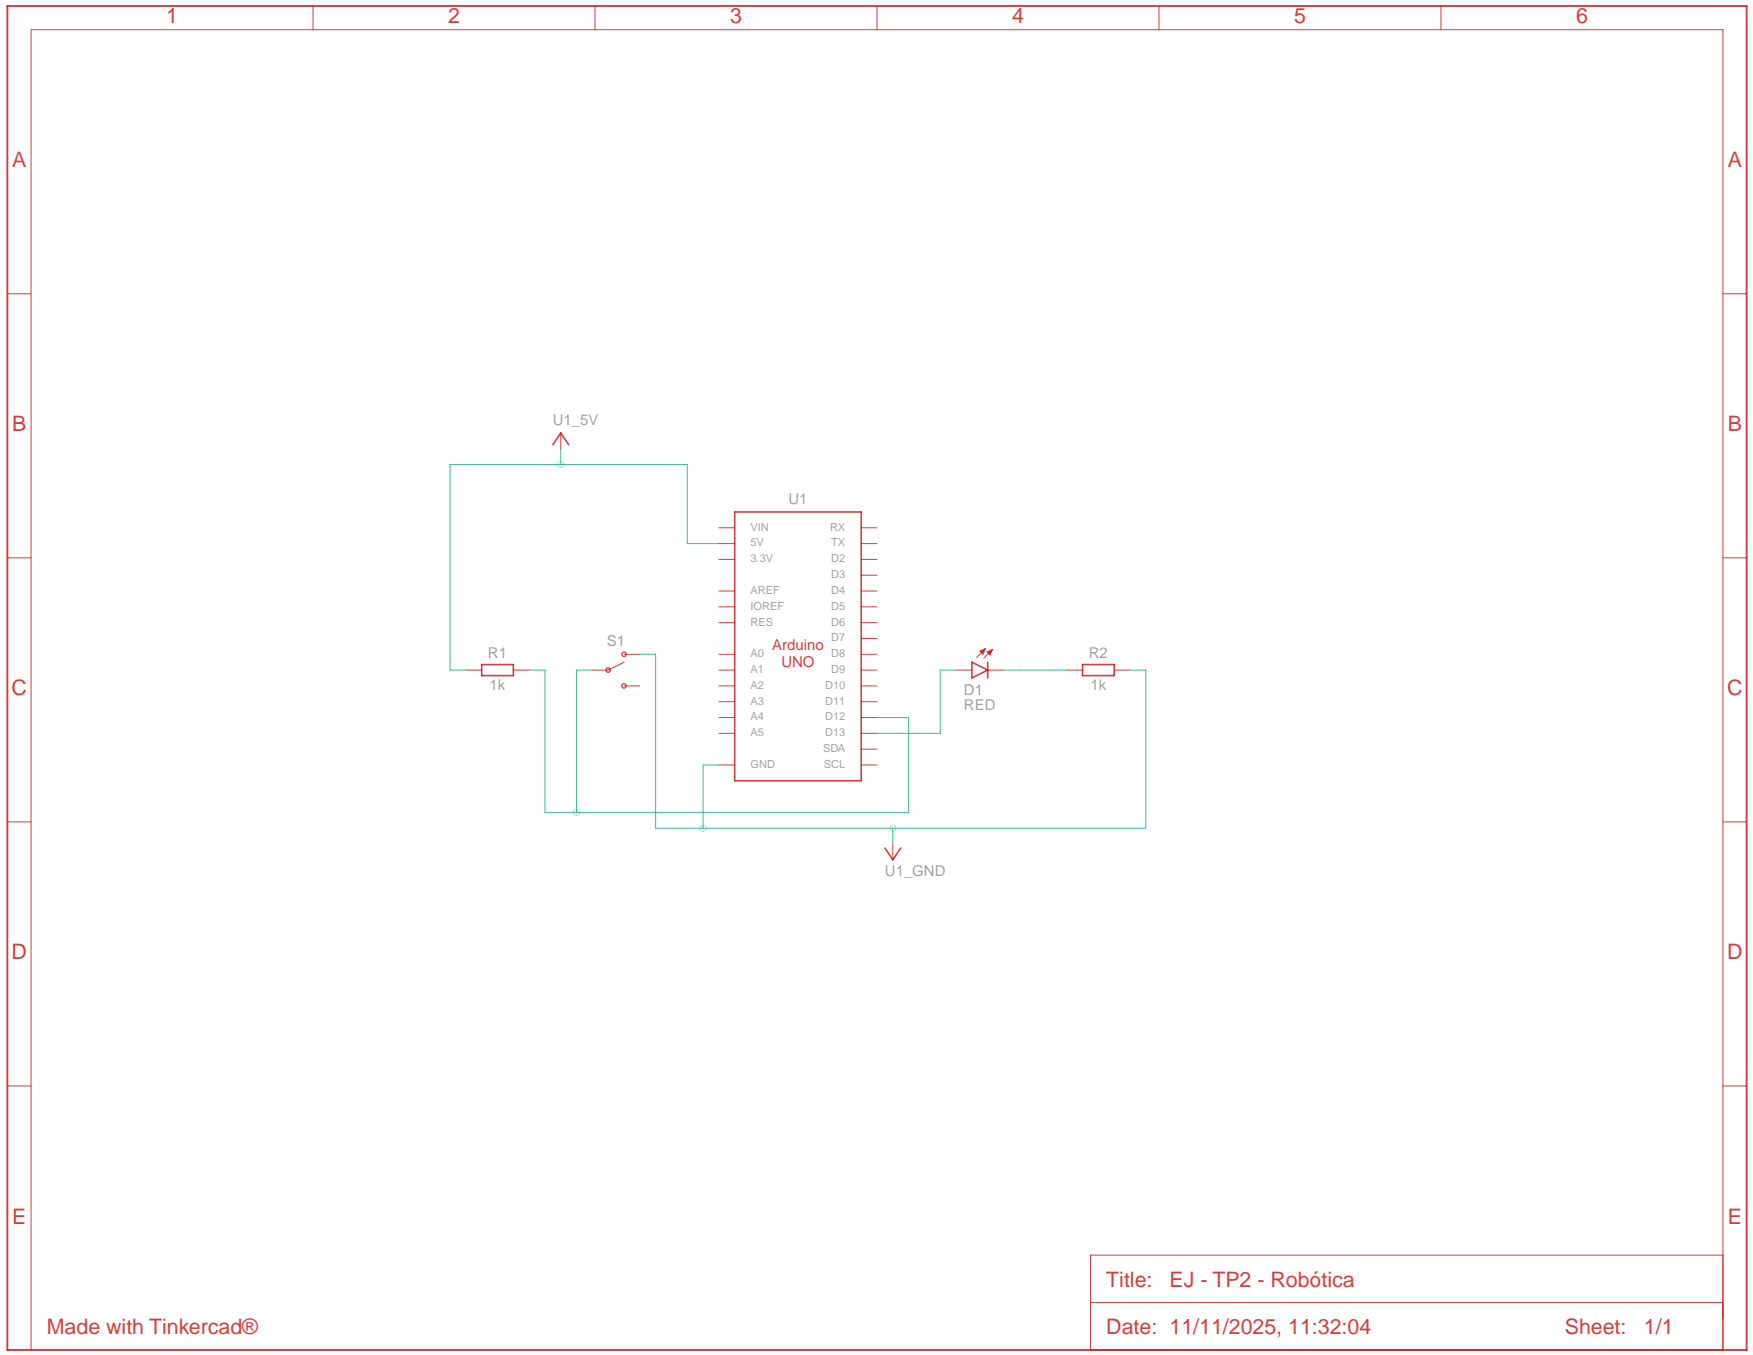 1 2 3 4 5 6
A A
B B
U1_5V
U1
VIN RX
5V TX
3.3V D2
D3
AREF D4
IOREF D5
RES D6
D7
Arduino
UNO
S1
A0 D8
A1 D9
A2 D10
A3 D11
A4 D12
A5 D13
SDA
GND SCL
R1
1k
D1
RED
R2
1k
C C
U1_GND
D D
E E
Title: EJ - TP2 - Robótica
Made with Tinkercad®
Date: 11/11/2025, 11:32:04 Sheet: 1/1